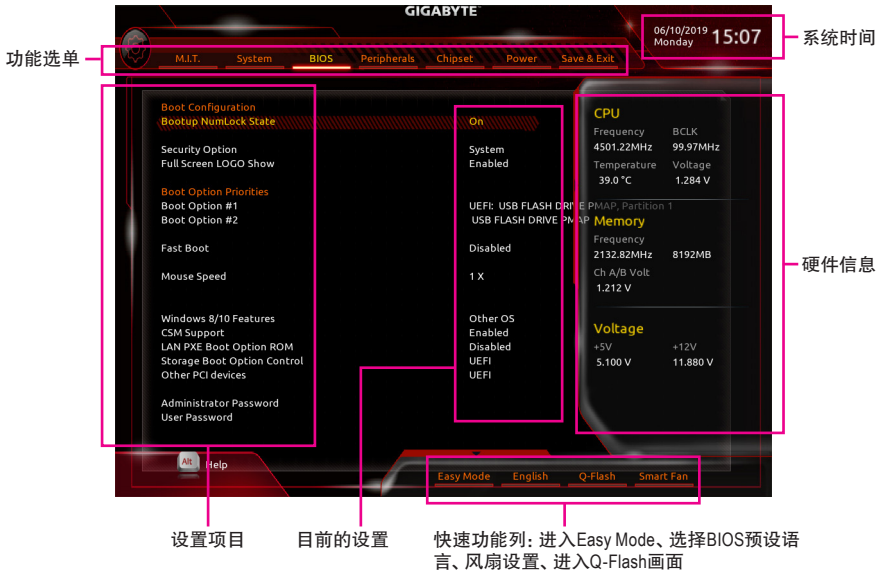 GIGABYTE
06/10/2019
Monday
15:07
系统时间
功能选单
M.I.T.
System
BIOS
Peripherals
Chipset
Power
Save & Exit
Boot Configuration
Bootup NumLock State On
Security Option System
Full Screen LOGO Show Enabled
Boot Option Priorities
Boot Option #1 UEFI: USB FLASH DRIVE PMAP, Partition 1
Boot Option #2 USB FLASH DRIVE PMAP
Fast Boot Disabled
Mouse Speed 1 X
Windows 8/10 Features Other OS
CSM Support Enabled
LAN PXE Boot Option ROM Disabled
Storage Boot Option Control UEFI
Other PCI devices UEFI
Administrator Password
User Password
CPU
Frequency BCLK
4501.22MHz 99.97MHz
Temperature Voltage
39.0 °C 1.284 V
Memory
Frequency
2132.82MHz 8192MB
Ch A/B Volt
1.212 V
Voltage
+5V +12V
5.100 V 11.880 V
硬件信息
Alt Help
Easy Mode
English
Q-Flash
Smart Fan
设置项目
目前的设置
快速功能列: 进入Easy Mode、选择BIOS预设语
言、风扇设置、进入Q-Flash画面